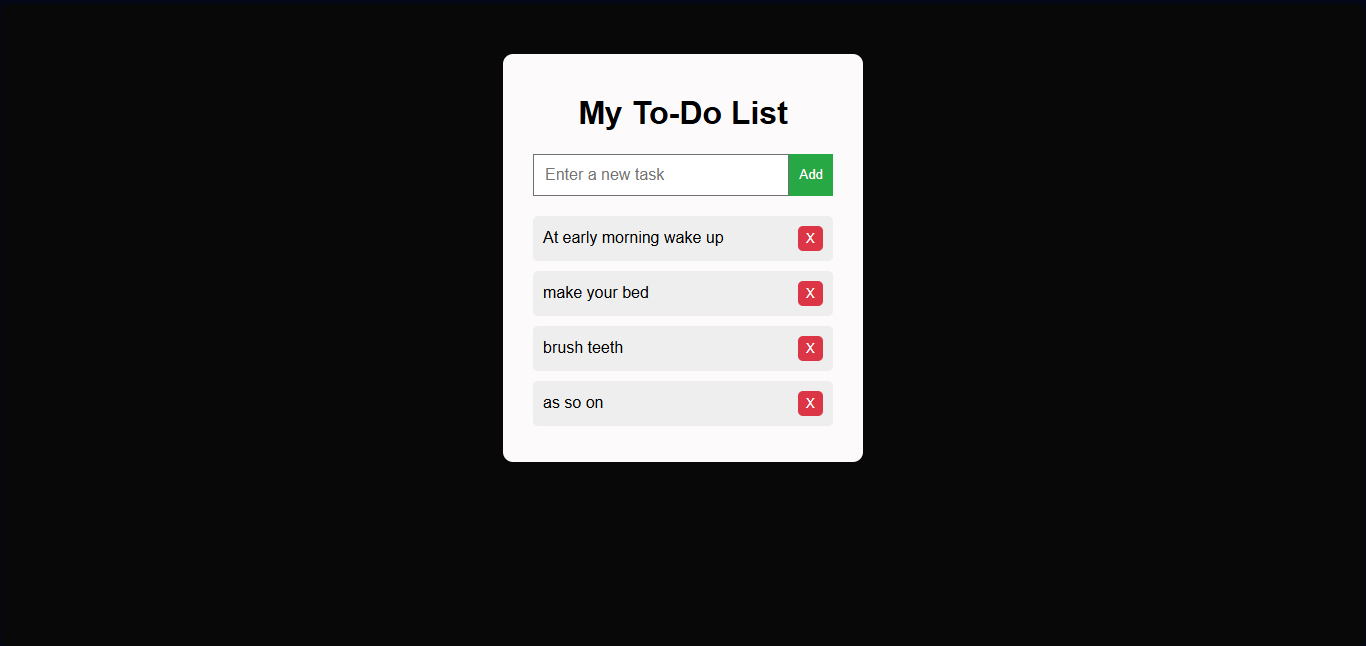 My To-Do List
Enter a new task Add
At early morning wake up X
make your bed X
brush teeth X
as so on X